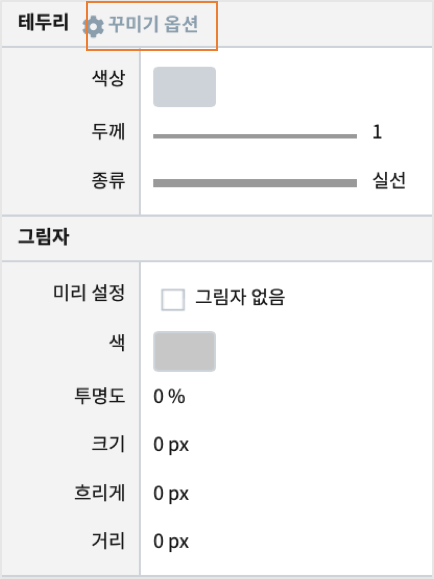 테두리 꾸미기 옵션
색상
두께 1
종류 실선
그림자
미리 설정 그림자 없음
색
투명도 0 %
크기 0 px
흐리게 0 px
거리 0 px